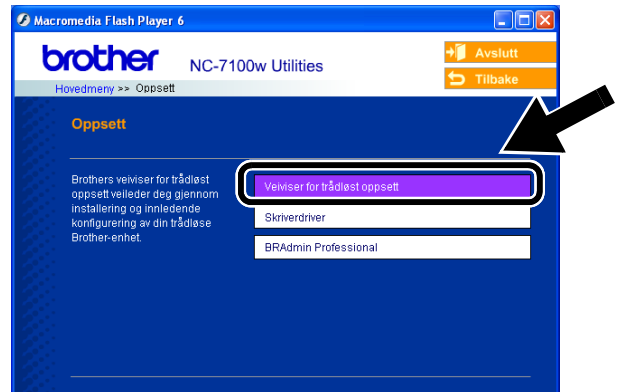 Macromedia Flash Player 6
brother NC-7100w Utilities
Avslutt
Tilbake
Hovedmeny >> Oppsett
Oppsett
Brothers veiviser for trådløst
oppsett veileder deg gjennom
installering og innledende
konfigurering av din trådløse
Brother-enhet.
Veiviser for trådløst oppsett
Skriverdriver
BRAdmin Professional